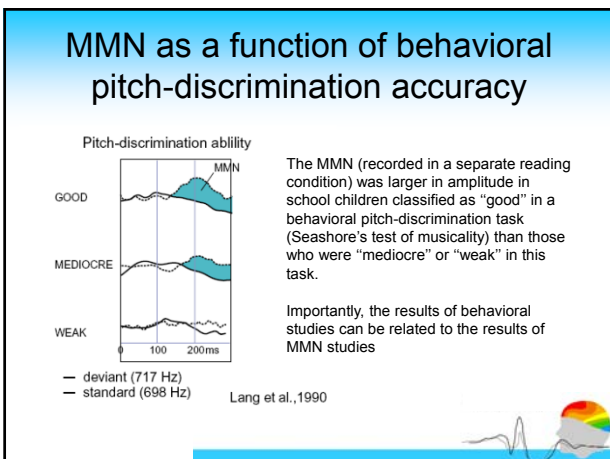 MMN as a function of behavioral
pitch-discrimination accuracy
Pitch-discrimination ablility
MMN
GOOD
MEDIOCRE
WEAK
0 100 200ms
— deviant (717 Hz)
— standard (698 Hz)
Lang et al.,1990
The MMN (recorded in a separate reading
condition) was larger in amplitude in
school children classified as “good” in a
behavioral pitch-discrimination task
(Seashore’s test of musicality) than those
who were “mediocre” or “weak” in this
task.
Importantly, the results of behavioral
studies can be related to the results of
MMN studies